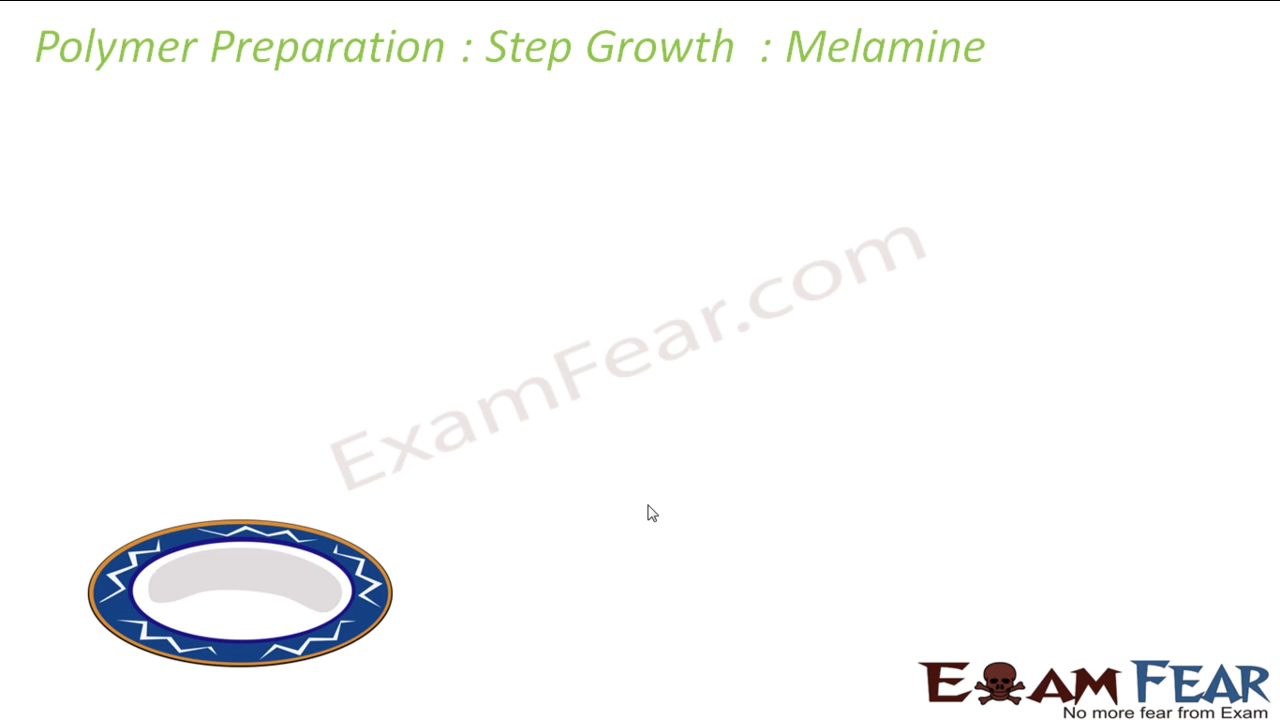 Polymer Preparation : Step Growth : Melamine
ExamFear.com
EXAM FEAR
No more fear from Exam